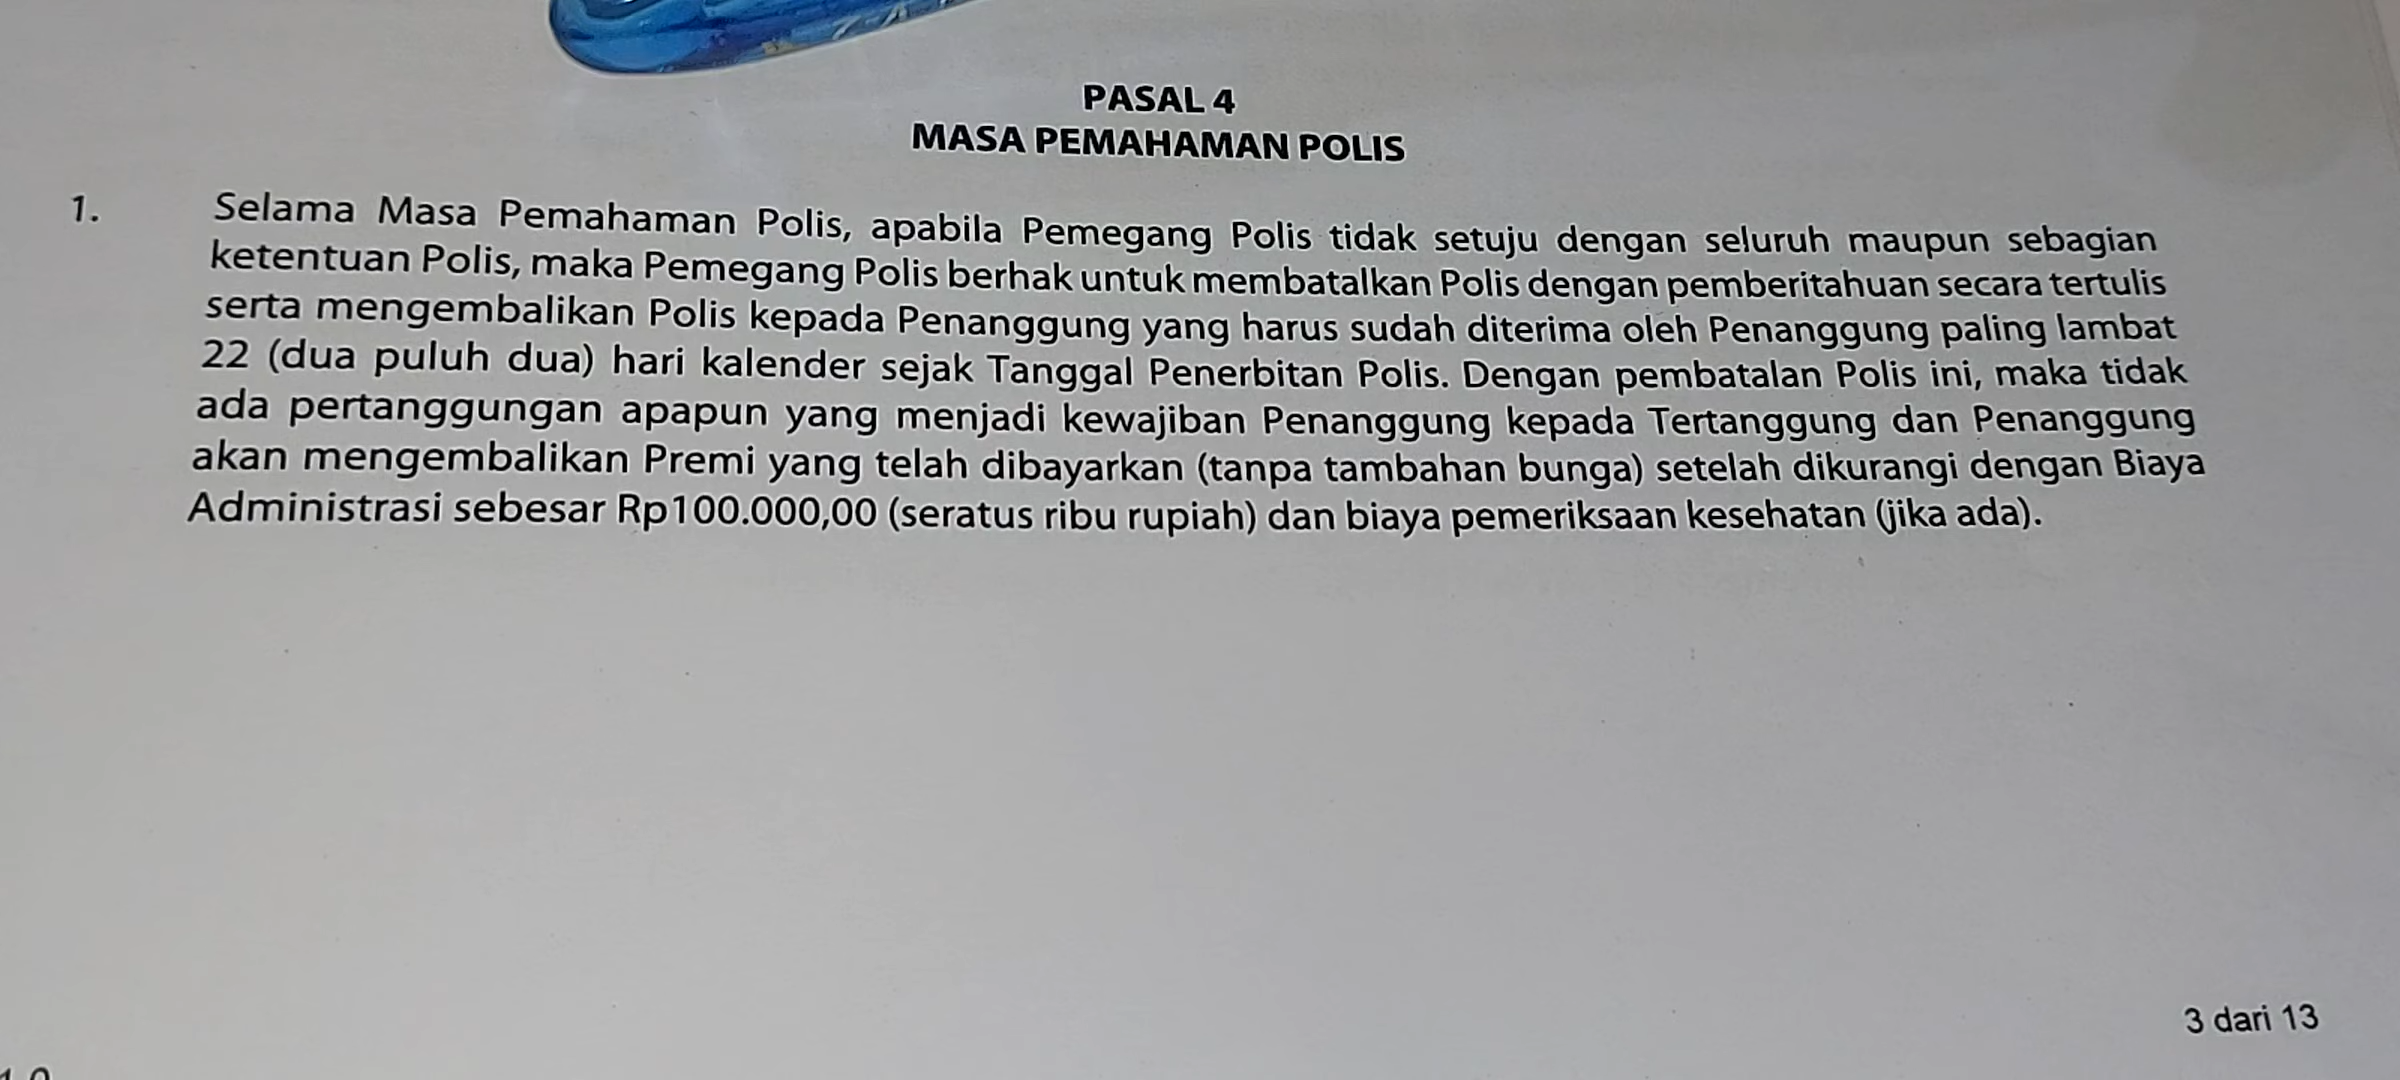 PASAL 4
MASA PEMAHAMAN POLIS
1. Selama Masa Pemahaman Polis, apabila Pemegang Polis tidak setuju dengan seluruh maupun sebagian
ketentuan Polis, maka Pemegang Polis berhak untuk membatalkan Polis dengan pemberitahuan secara tertulis
serta mengembalikan Polis kepada Penanggung yang harus sudah diterima oleh Penanggung paling lambat
22 (dua puluh dua) hari kalender sejak Tanggal Penerbitan Polis. Dengan pembatalan Polis ini, maka tidak
ada pertanggungan apapun yang menjadi kewajiban Penanggung kepada Tertanggung dan Penanggung
akan mengembalikan Premi yang telah dibayarkan (tanpa tambahan bunga) setelah dikurangi dengan Biaya
Administrasi sebesar Rp100.000,00 (seratus ribu rupiah) dan biaya pemeriksaan kesehatan (jika ada).
3 dari 13